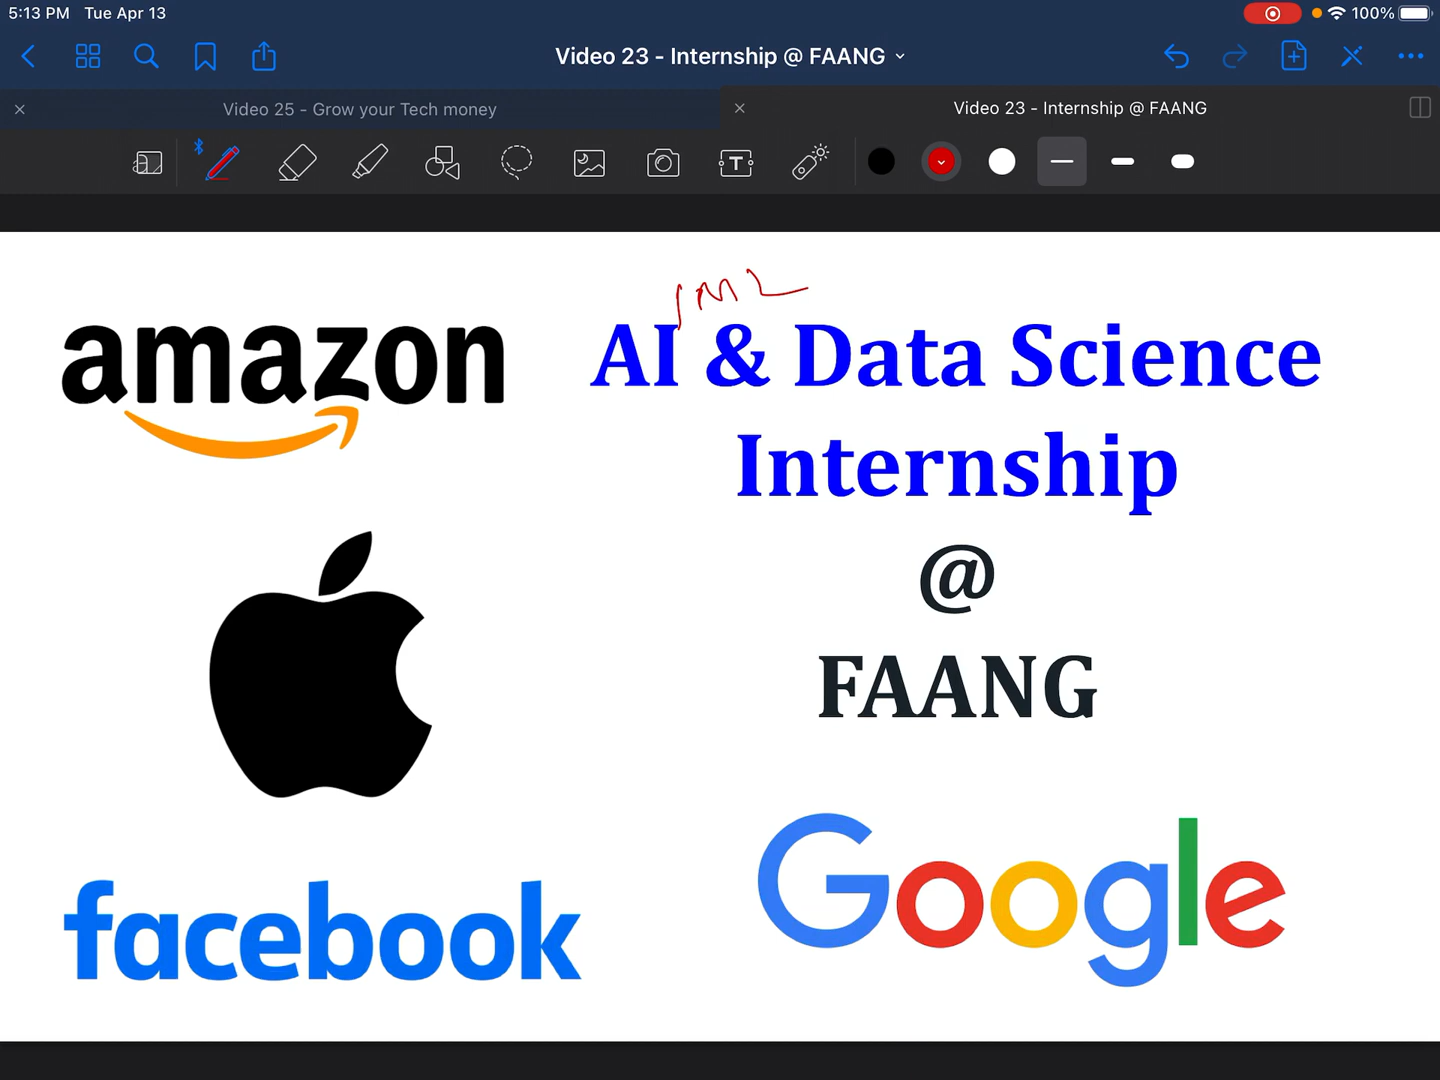 5:13 PM Tue Apr 13
100%
Video 23 - Internship @ FAANG
Video 25 - Grow your Tech money
Video 23 - Internship @ FAANG
a
T
/ML
amazon
AI & Data Science
Internship
@
FAANG
facebook
Google